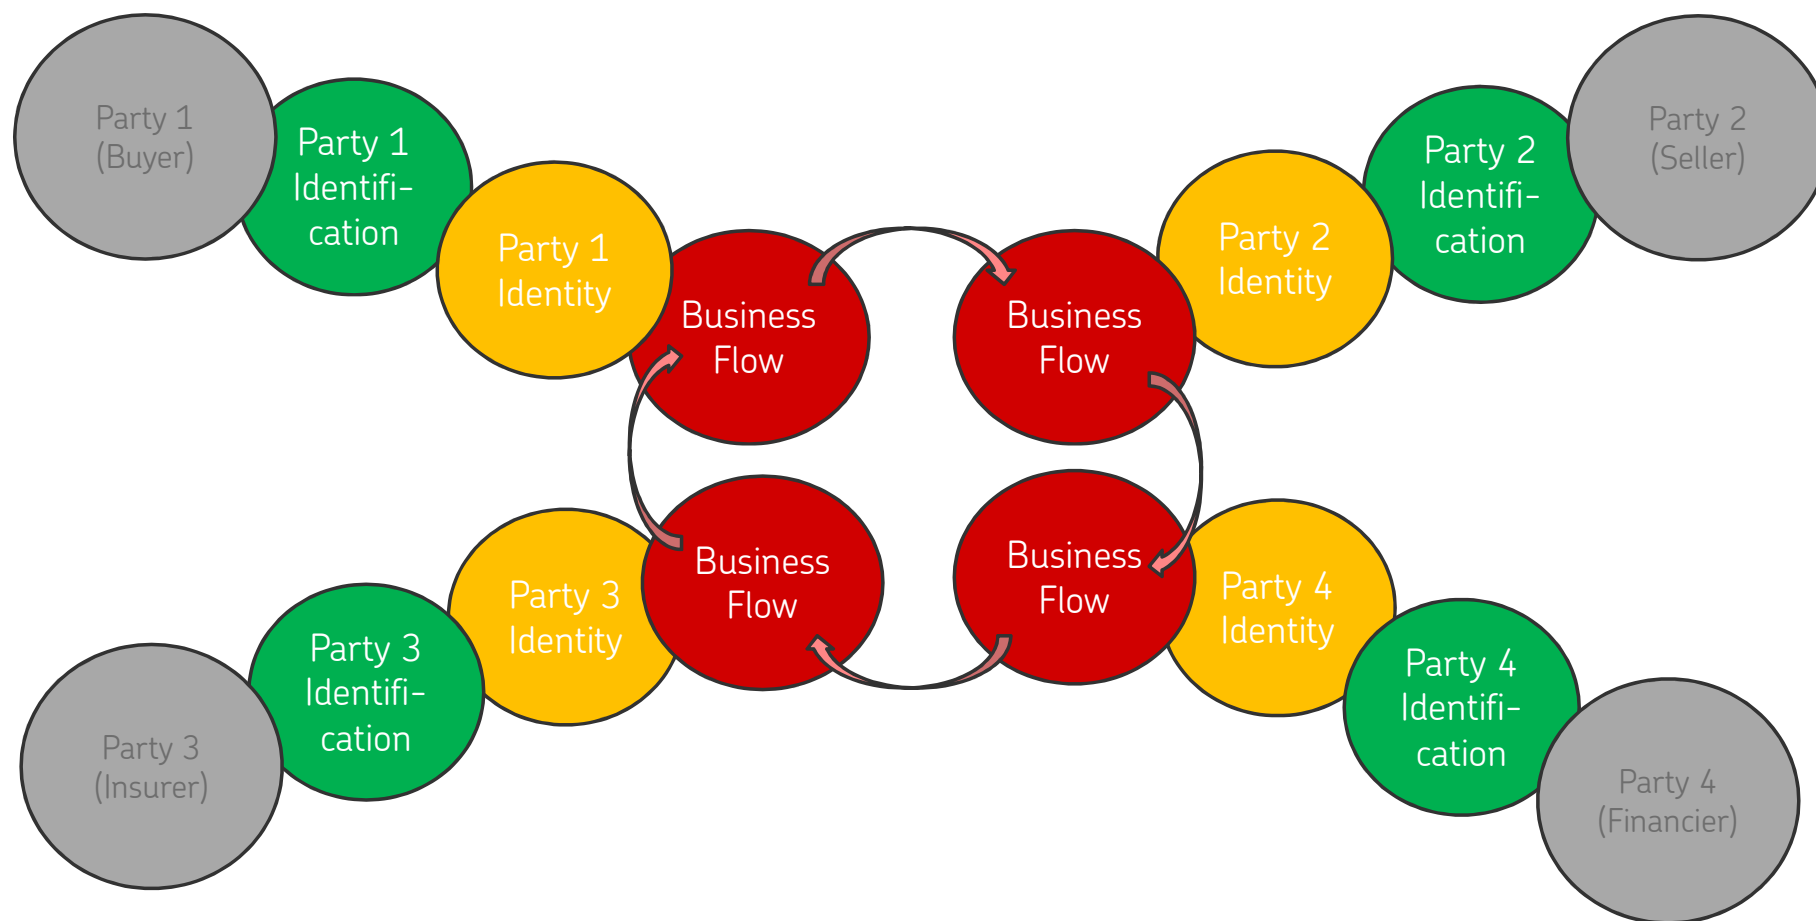 Party 1
(Buyer)
Party 1
Identifi-
cation
Party 1
Identity
Business
Flow
Business
Flow
Party 2
Identity
Party 2
Identifi-
cation
Party 2
(Seller)
Party 3
(Insurer)
Party 3
Identifi-
cation
Party 3
Identity
Business
Flow
Business
Flow
Party 4
Identity
Party 4
Identifi-
cation
Party 4
(Financier)